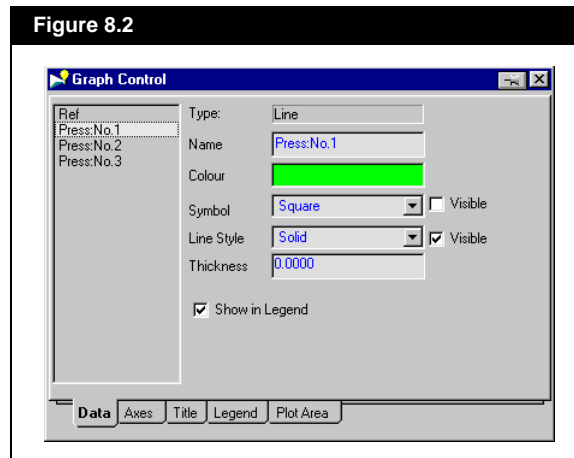 Figure 8.2
Graph Control
Ref
Press:No.1
Press:No.2
Press:No.3
Type: Line
Name Press:No.1
Colour
Symbol Square Visible
Line Style Solid Visible
Thickness 0.0000
Show in Legend
Data Axes Title Legend Plot Area